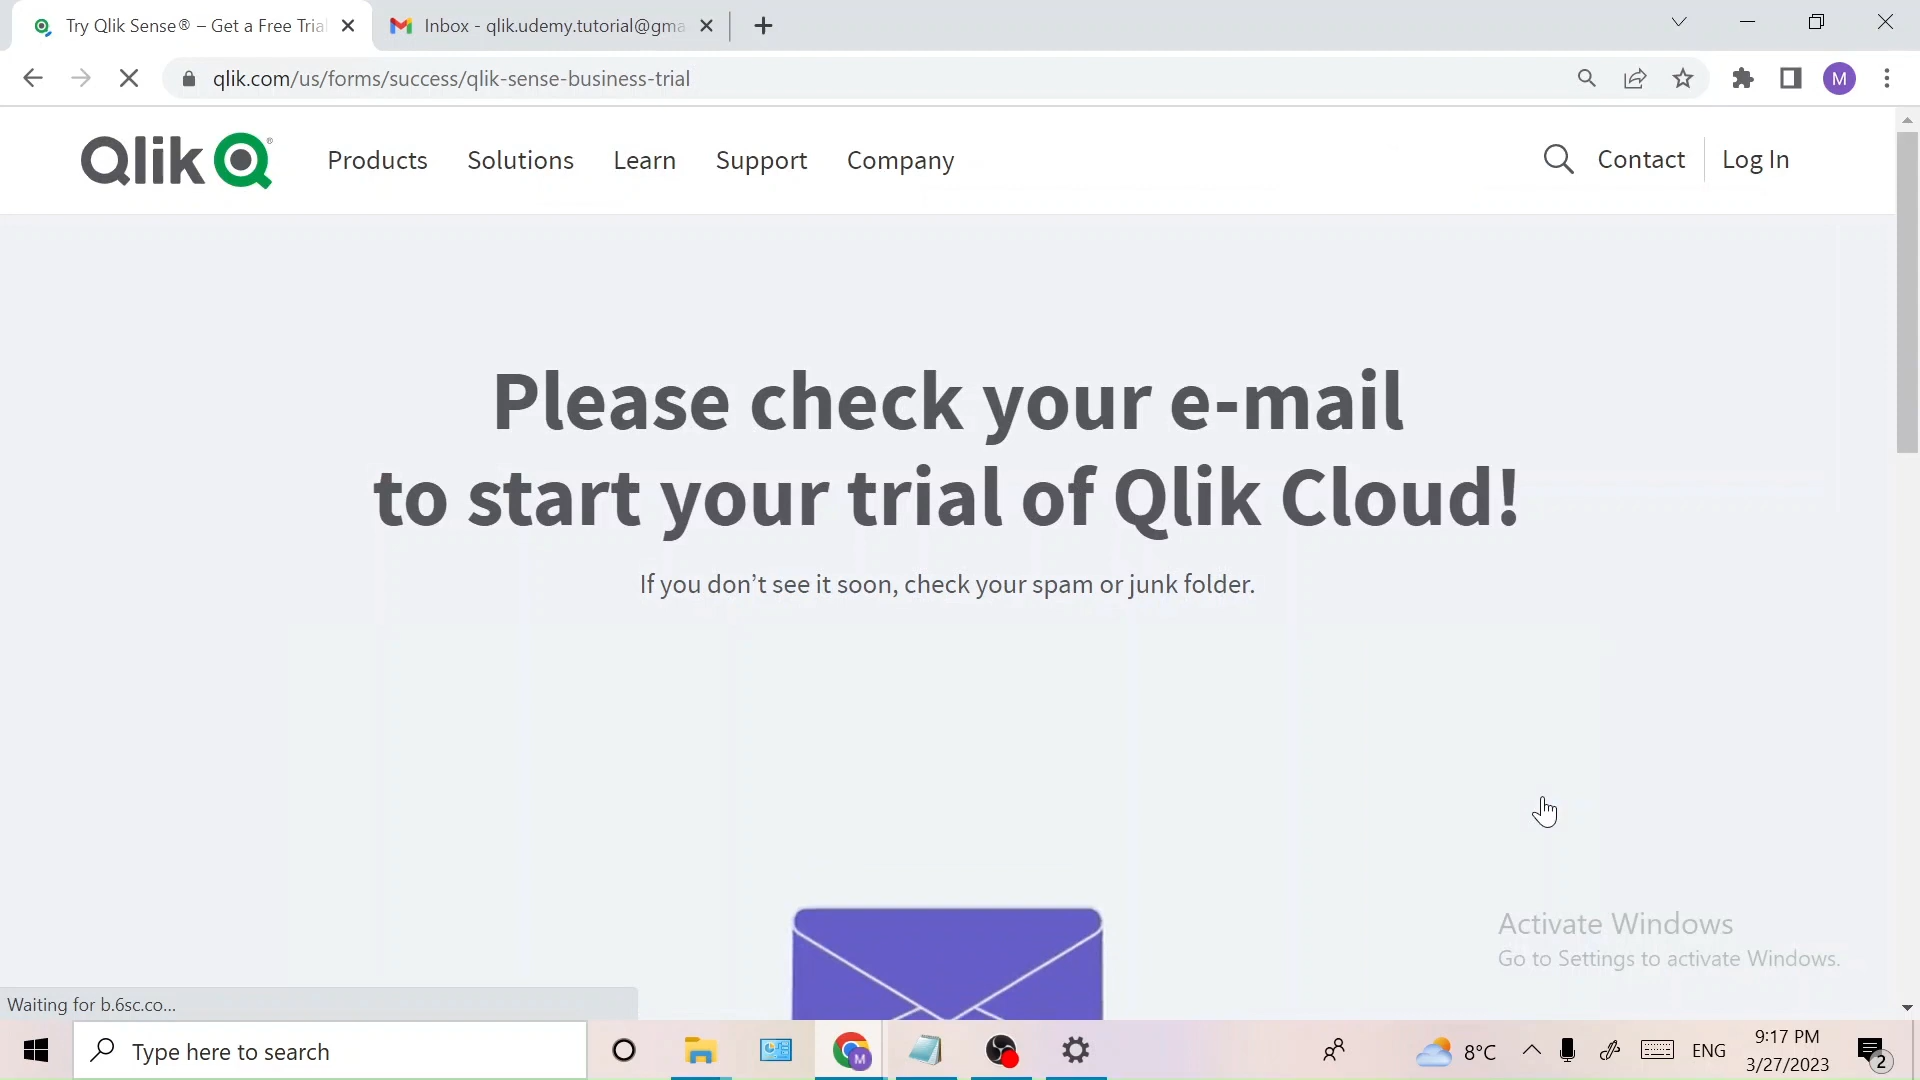 Try Qlik Sense® – Get a Free Tria
Inbox - qlik.udemy.tutorial@gma
qlik.com/us/forms/success/qlik-sense-business-trial
M
Qlik
Products
Solutions
Learn
Support
Company
Contact
Log In
Please check your e-mail
to start your trial of Qlik Cloud!
If you don’t see it soon, check your spam or junk folder.
Activate Windows
Go to Settings to activate Windows.
Waiting for b.6sc.co...
Type here to search
M
8°C
ENG
9:17 PM
3/27/2023
2